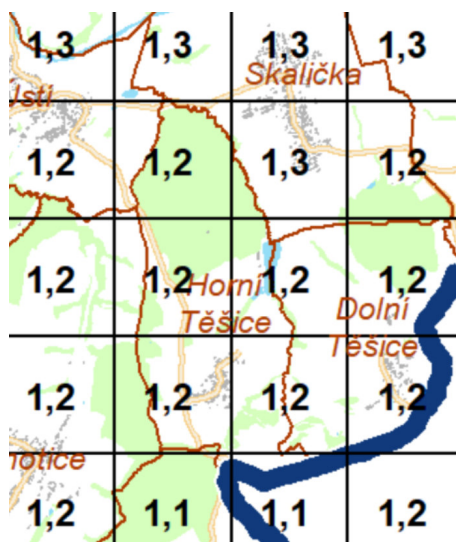 1,3 1,3 1,3 1,3
Skalička
Ústí
1,2 1,2 1,3 1,2
1,2 1,2 1,2 1,2
Horní
Těšice
Dolní
Těšice
1,2 1,2 1,2 1,2
1,2 1,1 1,1 1,2